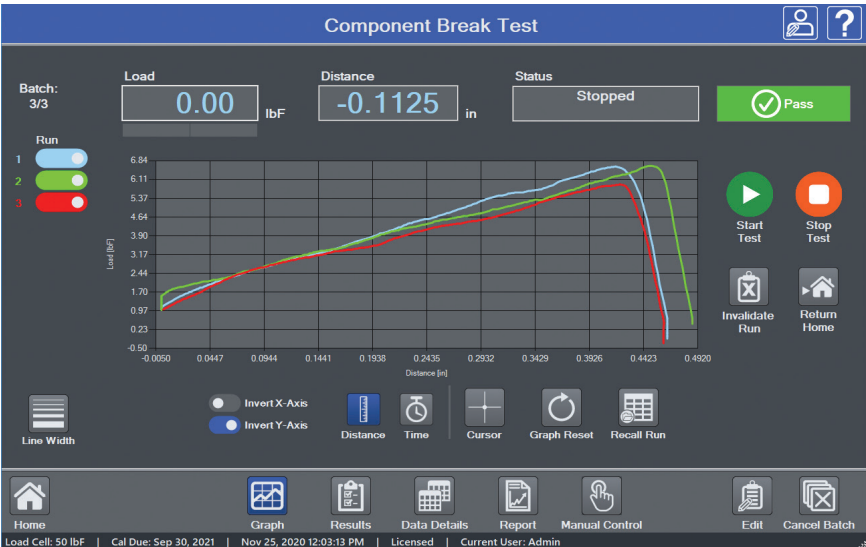 Component Break Test
?
Batch:
3/3
Load
0.00 lbF
Distance
-0.1125 in
Status
Stopped
Pass
Run
1
2
3
6.84
6.11
5.37
4.64
3.90
3.17
2.44
1.70
0.97
0.23
-0.50
Load [lbF]
-0.0050 0.0447 0.0944 0.1441 0.1938 0.2435 0.2932 0.3429 0.3926 0.4423 0.4920
Distance [in]
Start
Test
Stop
Test
Invalidate
Run
Return
Home
Line Width
Invert X-Axis
Invert Y-Axis
Distance
Time
Cursor
Graph Reset
Recall Run
Home
Graph
Results
Data Details
Report
Manual Control
Edit
Cancel Batch
Load Cell: 50 lbF | Cal Due: Sep 30, 2021 | Nov 25, 2020 12:03:13 PM | Licensed | Current User: Admin